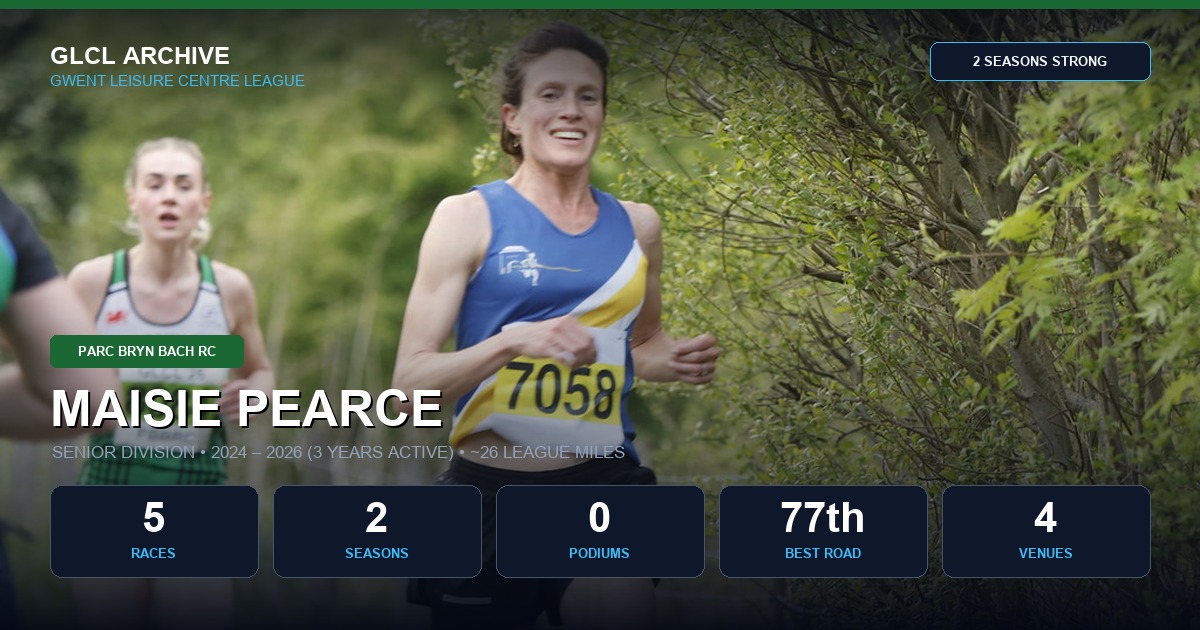 GLCL ARCHIVE
GWENT LEISURE CENTRE LEAGUE
2 SEASONS STRONG
7058
PARC BRYN BACH RC
MAISIE PEARCE
SENIOR DIVISION • 2024 – 2026 (3 YEARS ACTIVE) • ~26 LEAGUE MILES
5
RACES
2
SEASONS
0
PODIUMS
77th
BEST ROAD
4
VENUES